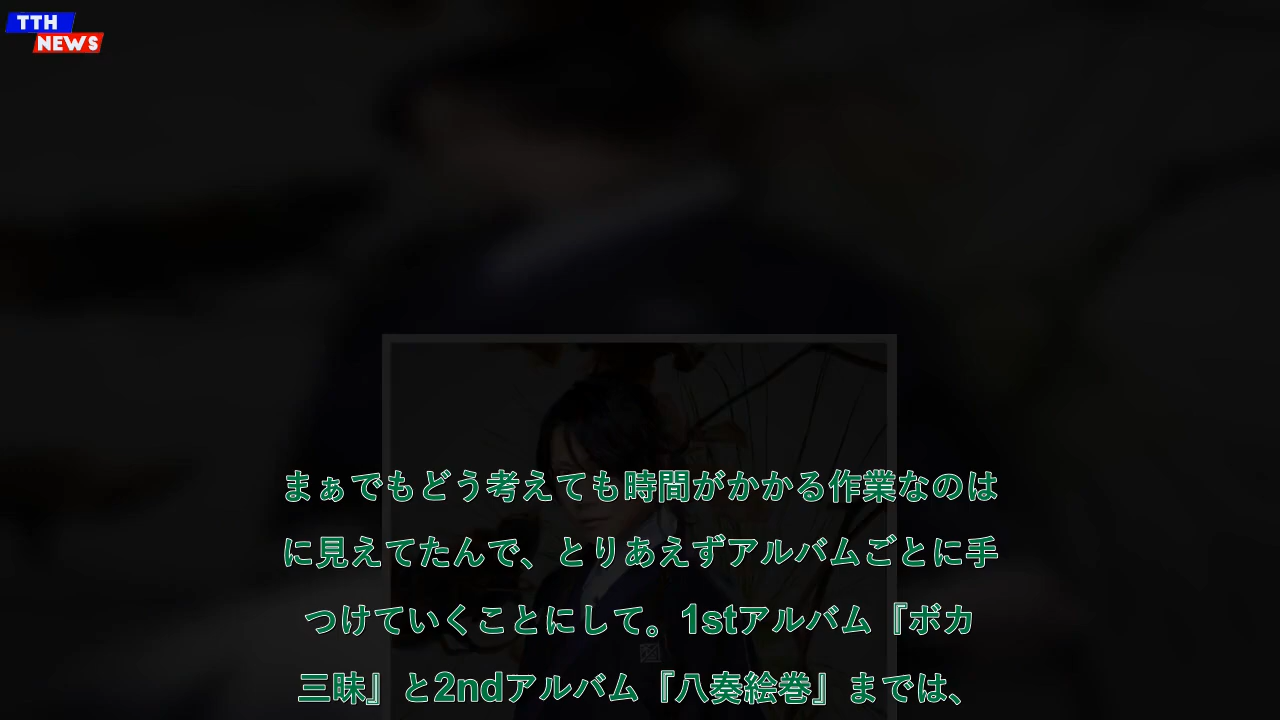 TTH
NEWS
まぁでもどう考えても時間がかかる作業なのは
に見えてたんで、とりあえずアルバムごとに手
つけていくことにして。1stアルバム『ボカ
三昧』と2ndアルバム『八奏絵巻』までは、